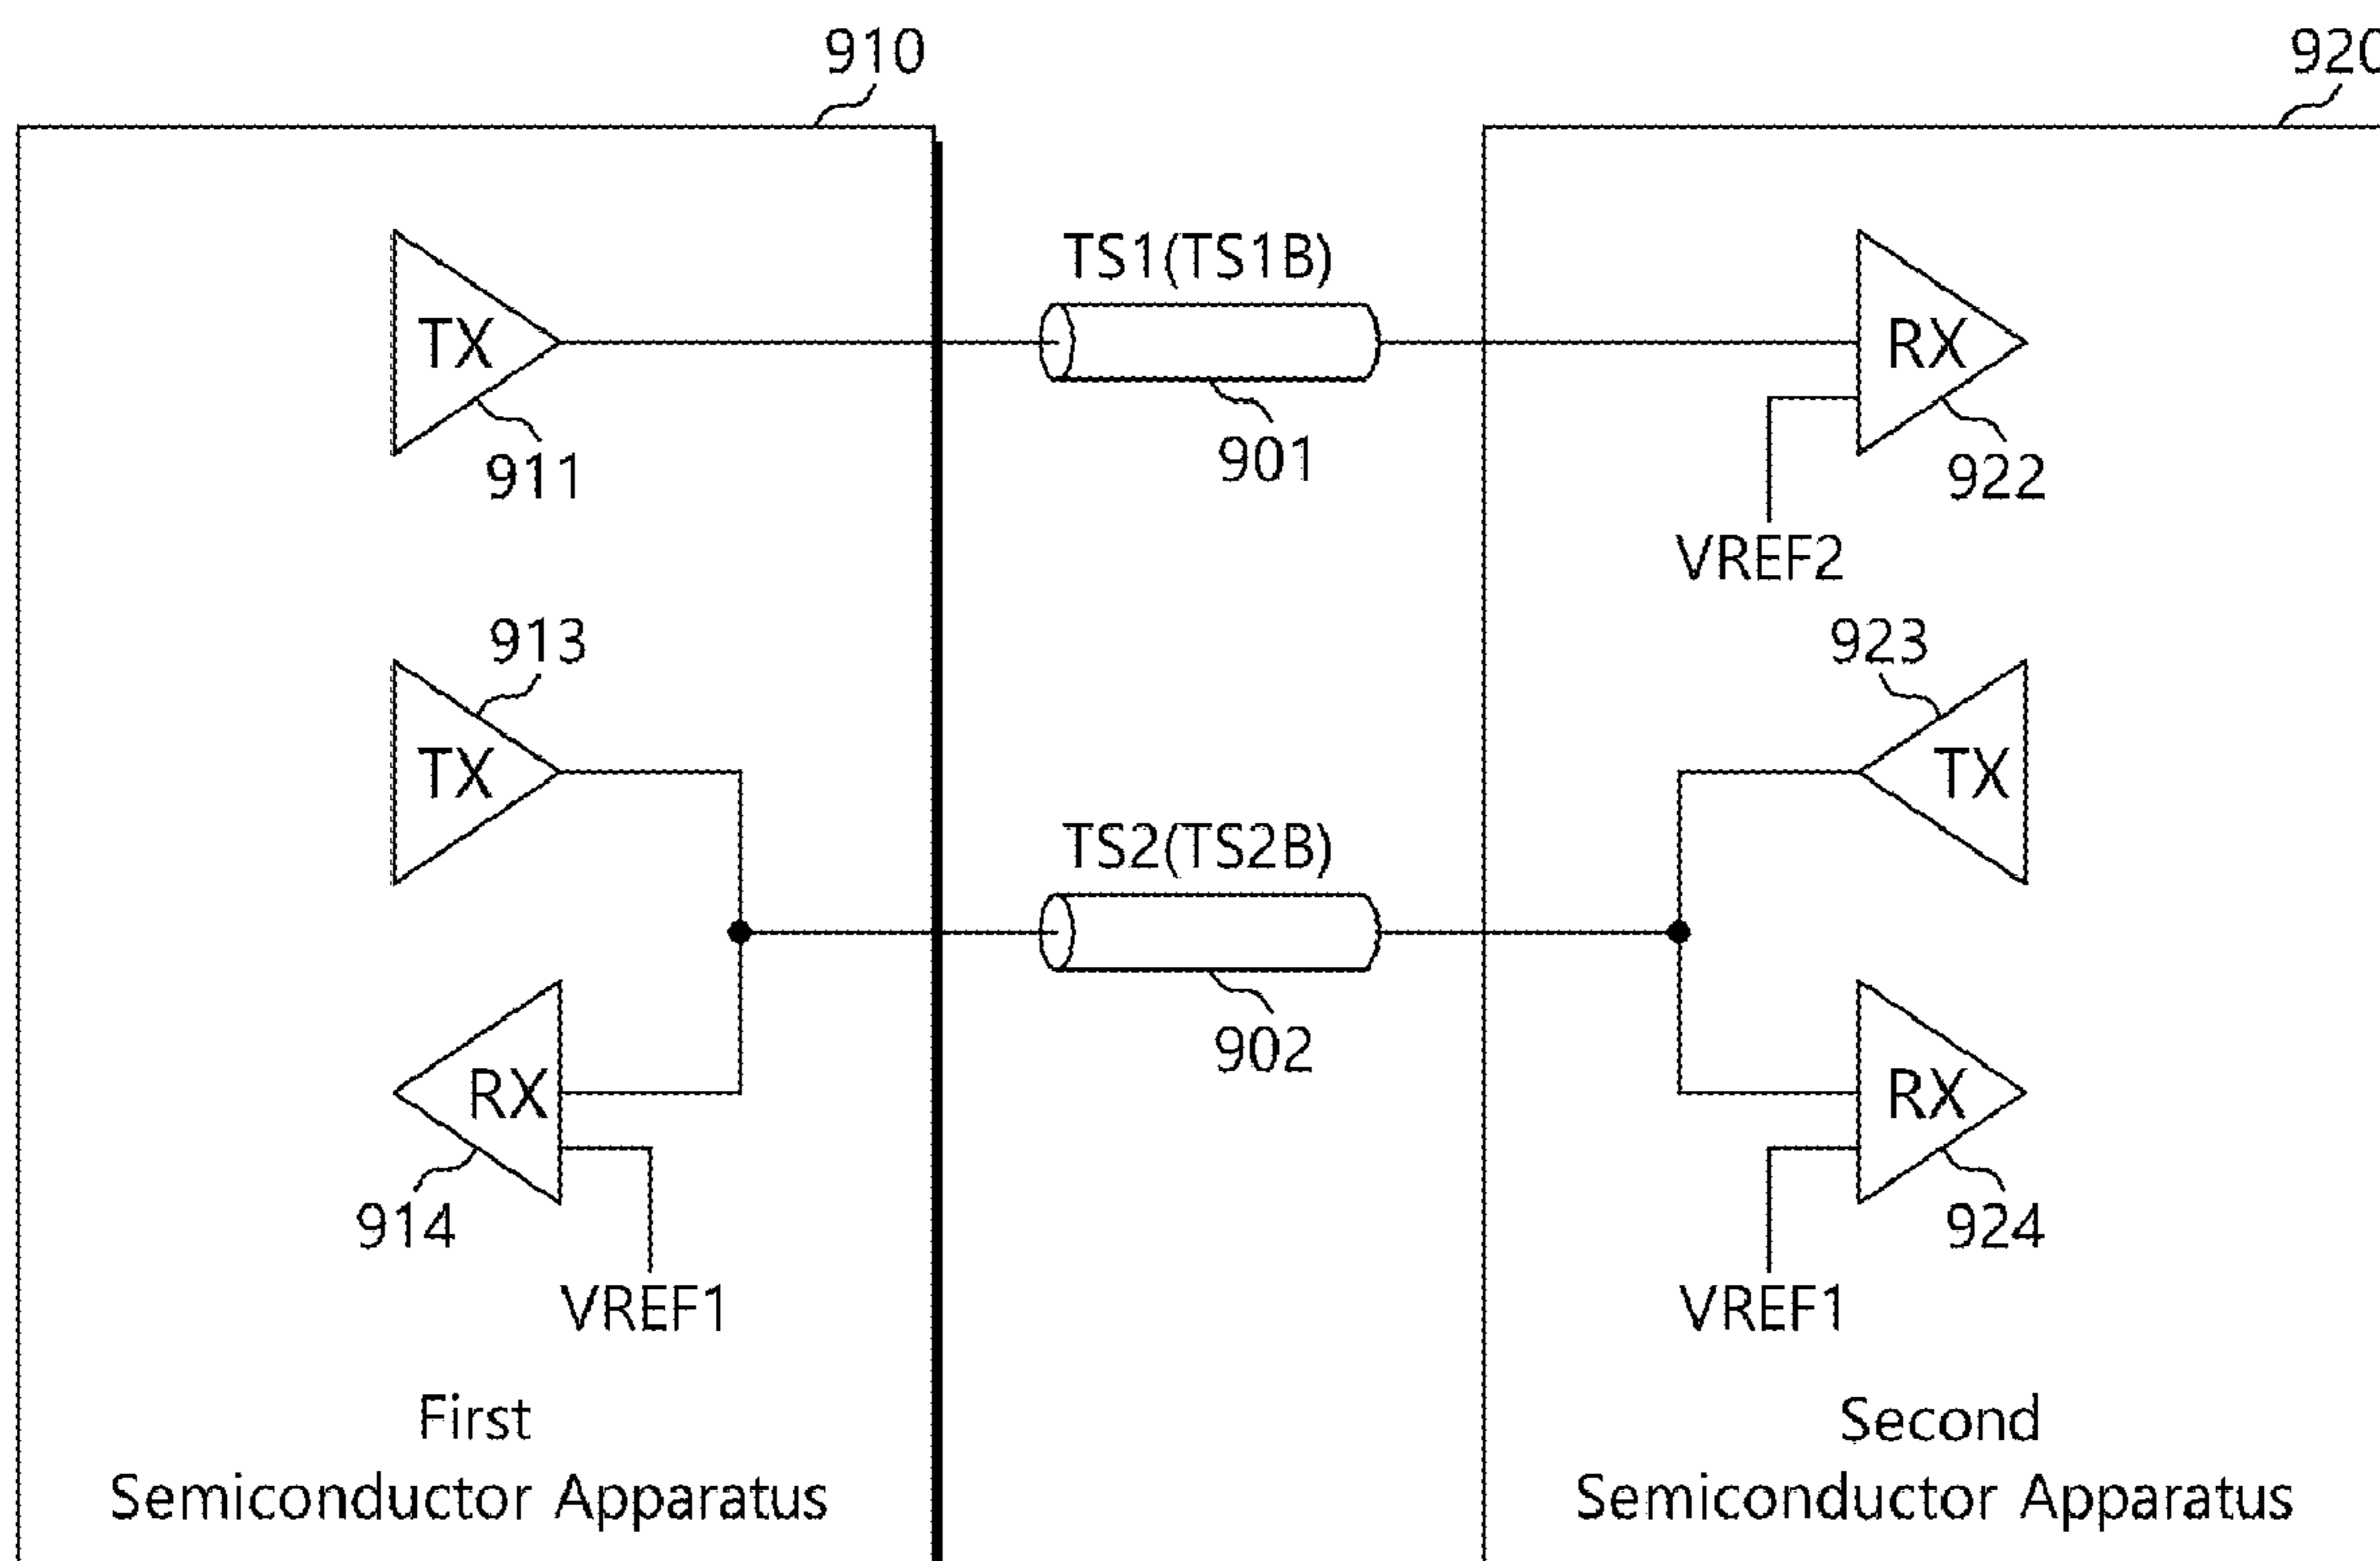 910
920
TS1(TS1B)
TX
RX
911
901
922
VREF2
913
923
TX
TX
TS2(TS2B)
902
RX
RX
914
924
VREF1
VREF1
First
Semiconductor Apparatus
Second
Semiconductor Apparatus